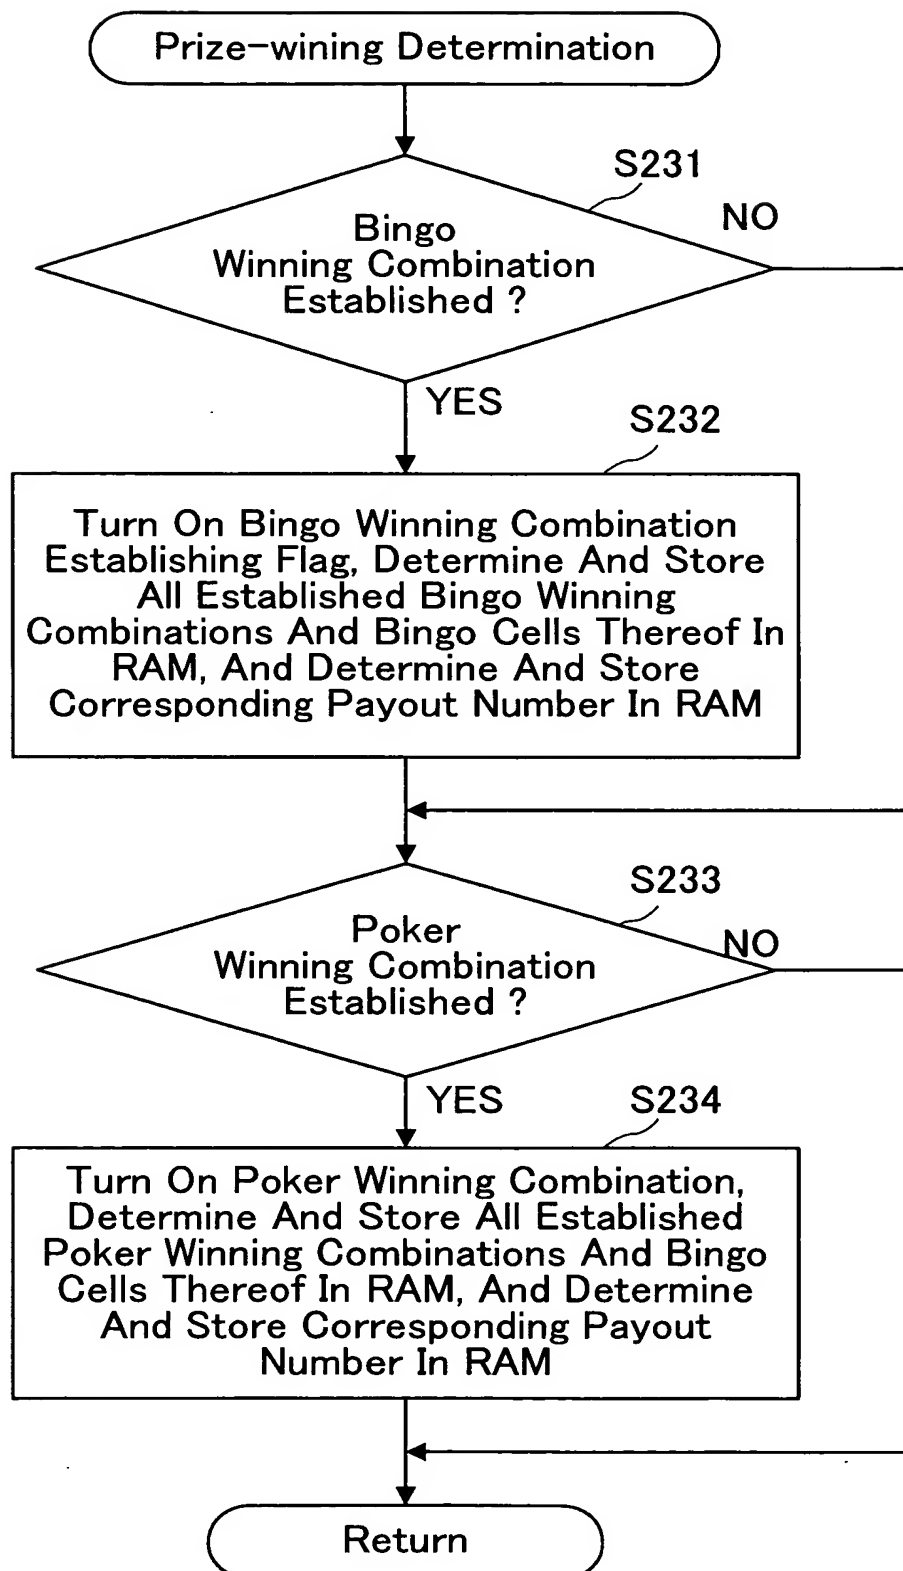 Prize-wining Determination
S231
NO
Bingo
Winning Combination
Established ?
YES
S232
Turn On Bingo Winning Combination
Establishing Flag, Determine And Store
All Established Bingo Winning
Combinations And Bingo Cells Thereof In
RAM, And Determine And Store
Corresponding Payout Number In RAM
S233
NO
Poker
Winning Combination
Established ?
YES
S234
Turn On Poker Winning Combination,
Determine And Store All Established
Poker Winning Combinations And Bingo
Cells Thereof In RAM, And Determine
And Store Corresponding Payout
Number In RAM
Return